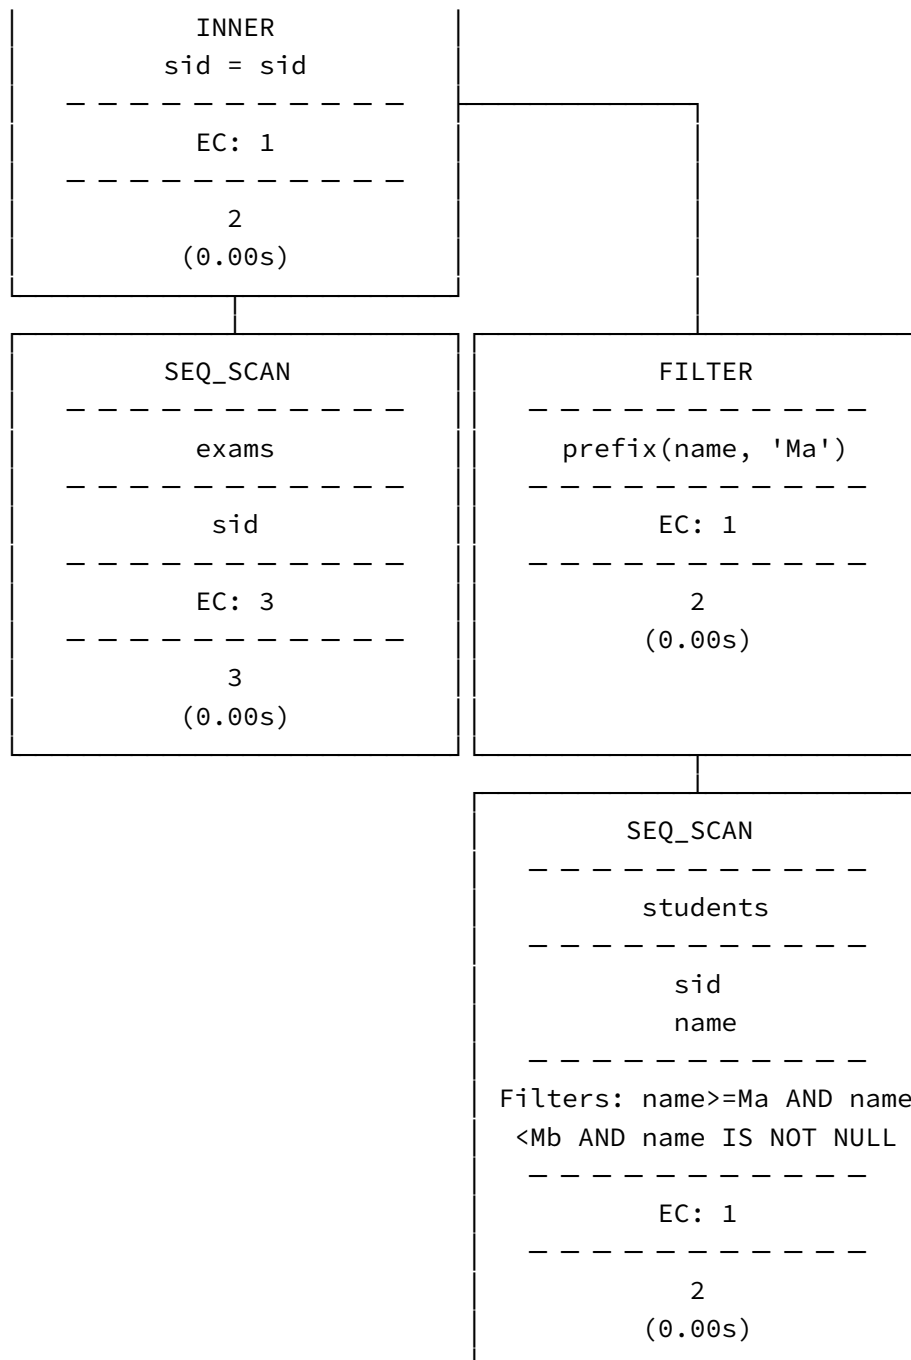 INNER
sid = sid
EC: 1
2
(0.00s)
SEQ_SCAN
exams
sid
EC: 3
3
(0.00s)
FILTER
prefix(name, 'Ma')
EC: 1
2
(0.00s)
SEQ_SCAN
students
sid
name
Filters: name>=Ma AND name
<Mb AND name IS NOT NULL
EC: 1
2
(0.00s)